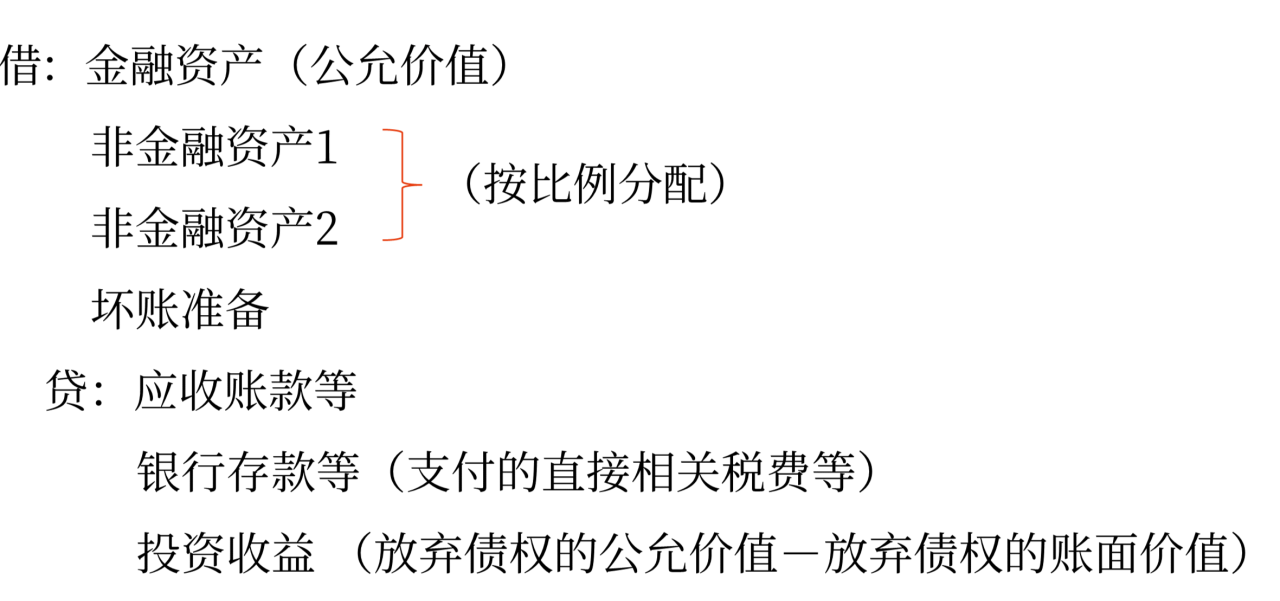 借：金融资产（公允价值）
非金融资产1
（按比例分配）
非金融资产2
坏账准备
贷：应收账款等
银行存款等（支付的直接相关税费等）
投资收益 （放弃债权的公允价值－放弃债权的账面价值）